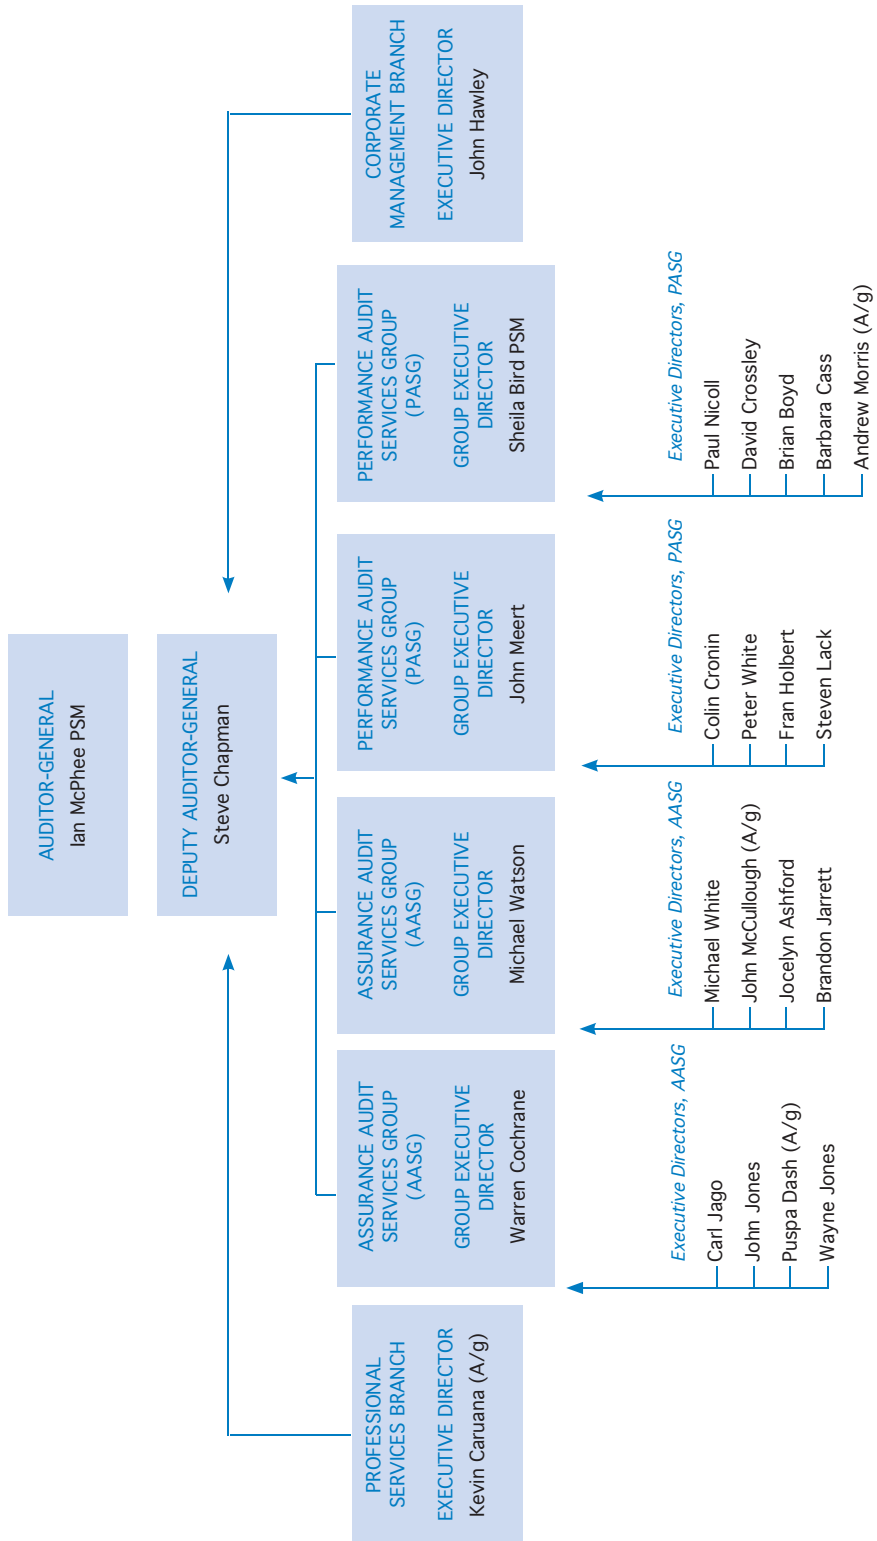 AUDITOR-GENERAL
Ian McPhee PSM
DEPUTY AUDITOR-GENERAL
Steve Chapman
PROFESSIONAL
SERVICES BRANCH
EXECUTIVE DIRECTOR
Kevin Caruana (A/g)
ASSURANCE AUDIT
SERVICES GROUP
(AASG)
GROUP EXECUTIVE
DIRECTOR
Warren Cochrane
ASSURANCE AUDIT
SERVICES GROUP
(AASG)
GROUP EXECUTIVE
DIRECTOR
Michael Watson
PERFORMANCE AUDIT
SERVICES GROUP
(PASG)
GROUP EXECUTIVE
DIRECTOR
John Meert
PERFORMANCE AUDIT
SERVICES GROUP
(PASG)
GROUP EXECUTIVE
DIRECTOR
Sheila Bird PSM
CORPORATE
MANAGEMENT BRANCH
EXECUTIVE DIRECTOR
John Hawley
Executive Directors, AASG
Carl Jago
John Jones
Puspa Dash (A/g)
Wayne Jones
Executive Directors, AASG
Michael White
John McCullough (A/g)
Jocelyn Ashford
Brandon Jarrett
Executive Directors, PASG
Colin Cronin
Peter White
Fran Holbert
Steven Lack
Executive Directors, PASG
Paul Nicoll
David Crossley
Brian Boyd
Barbara Cass
Andrew Morris (A/g)